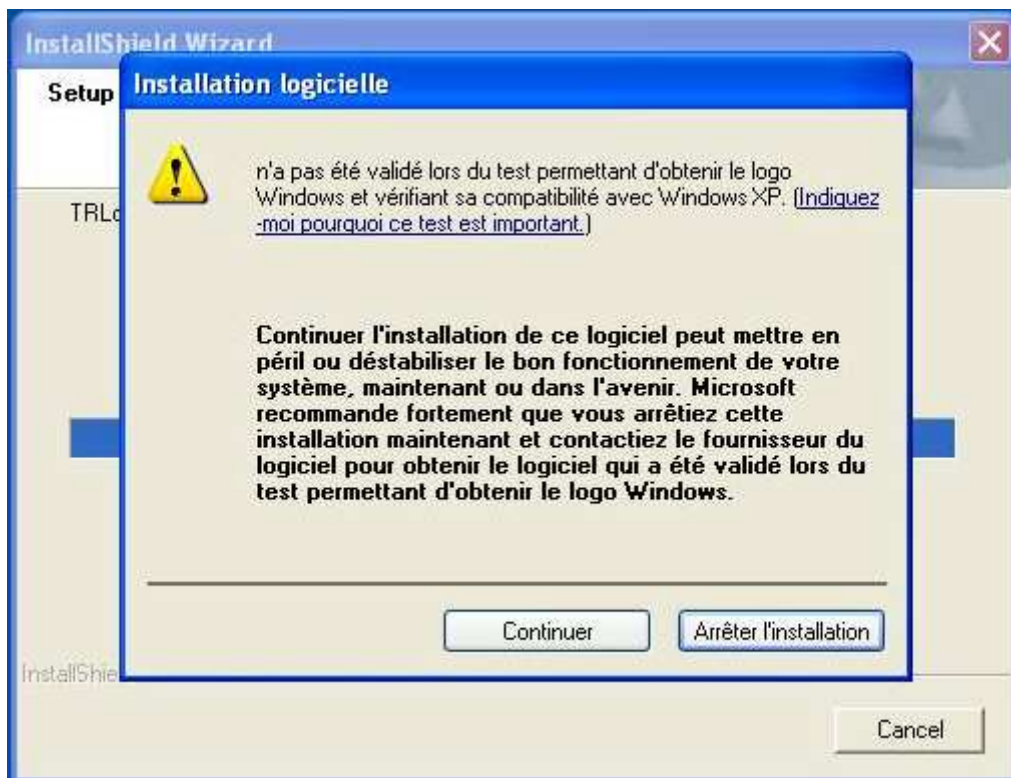 InstallShield Wizard
Setup
Installation logicielle
n'a pas été validé lors du test permettant d'obtenir le logo
Windows et vérifiant sa compatibilité avec Windows XP. (Indiquez
-moi pourquoi ce test est important.)
TRLo
Continuer l'installation de ce logiciel peut mettre en
péril ou déstabiliser le bon fonctionnement de votre
système, maintenant ou dans l'avenir. Microsoft
recommande fortement que vous arrêtiez cette
installation maintenant et contactiez le fournisseur du
logiciel pour obtenir le logiciel qui a été validé lors du
test permettant d'obtenir le logo Windows.
Continuer
Arrêter l'installation
InstallShie
Cancel